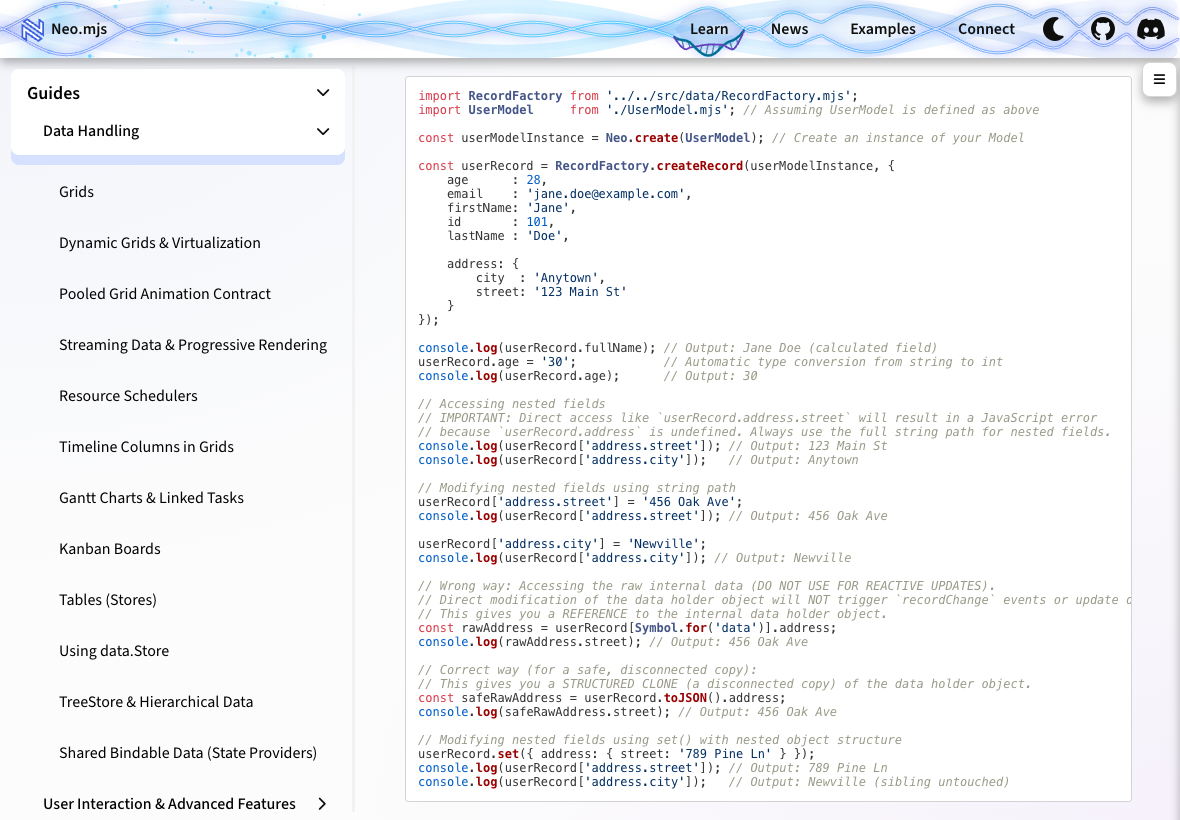 Neo.mjs
Learn
News
Examples
Connect
Guides
Data Handling
Grids
Dynamic Grids & Virtualization
Pooled Grid Animation Contract
Streaming Data & Progressive Rendering
Resource Schedulers
Timeline Columns in Grids
Gantt Charts & Linked Tasks
Kanban Boards
Tables (Stores)
Using data.Store
TreeStore & Hierarchical Data
Shared Bindable Data (State Providers)
User Interaction & Advanced Features
import RecordFactory from '../../src/data/RecordFactory.mjs';
import UserModel     from './UserModel.mjs'; // Assuming UserModel is defined as above

const userModelInstance = Neo.create(UserModel); // Create an instance of your Model

const userRecord = RecordFactory.createRecord(userModelInstance, {
    age      : 28,
    email    : 'jane.doe@example.com',
    firstName: 'Jane',
    id       : 101,
    lastName : 'Doe',

    address: {
        city  : 'Anytown',
        street: '123 Main St'
    }
});

console.log(userRecord.fullName); // Output: Jane Doe (calculated field)
userRecord.age = '30';            // Automatic type conversion from string to int
console.log(userRecord.age);      // Output: 30

// Accessing nested fields
// IMPORTANT: Direct access like `userRecord.address.street` will result in a JavaScript error
// because `userRecord.address` is undefined. Always use the full string path for nested fields.
console.log(userRecord['address.street']); // Output: 123 Main St
console.log(userRecord['address.city']);   // Output: Anytown

// Modifying nested fields using string path
userRecord['address.street'] = '456 Oak Ave';
console.log(userRecord['address.street']); // Output: 456 Oak Ave

userRecord['address.city'] = 'Newville';
console.log(userRecord['address.city']); // Output: Newville

// Wrong way: Accessing the raw internal data (DO NOT USE FOR REACTIVE UPDATES).
// Direct modification of the data holder object will NOT trigger `recordChange` events or update
// This gives you a REFERENCE to the internal data holder object.
const rawAddress = userRecord[Symbol.for('data')].address;
console.log(rawAddress.street); // Output: 456 Oak Ave

// Correct way (for a safe, disconnected copy):
// This gives you a STRUCTURED CLONE (a disconnected copy) of the data holder object.
const safeRawAddress = userRecord.toJSON().address;
console.log(safeRawAddress.street); // Output: 456 Oak Ave

// Modifying nested fields using set() with nested object structure
userRecord.set({ address: { street: '789 Pine Ln' } });
console.log(userRecord['address.street']); // Output: 789 Pine Ln
console.log(userRecord['address.city']);   // Output: Newville (sibling untouched)